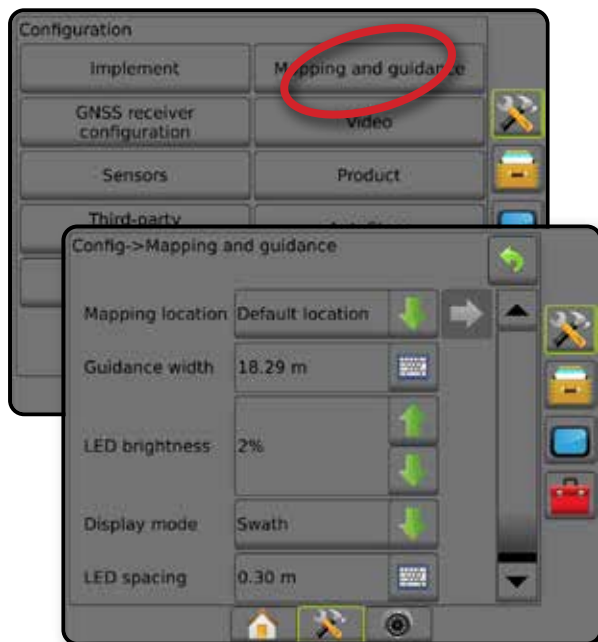 Configuration
Implement
Mapping and guidance
GNSS receiver
configuration
Video
Sensors
Product
Third-party
Config->Mapping and guidance
Mapping location
Default location
Guidance width
18.29 m
LED brightness
2%
Display mode
Swath
LED spacing
0.30 m